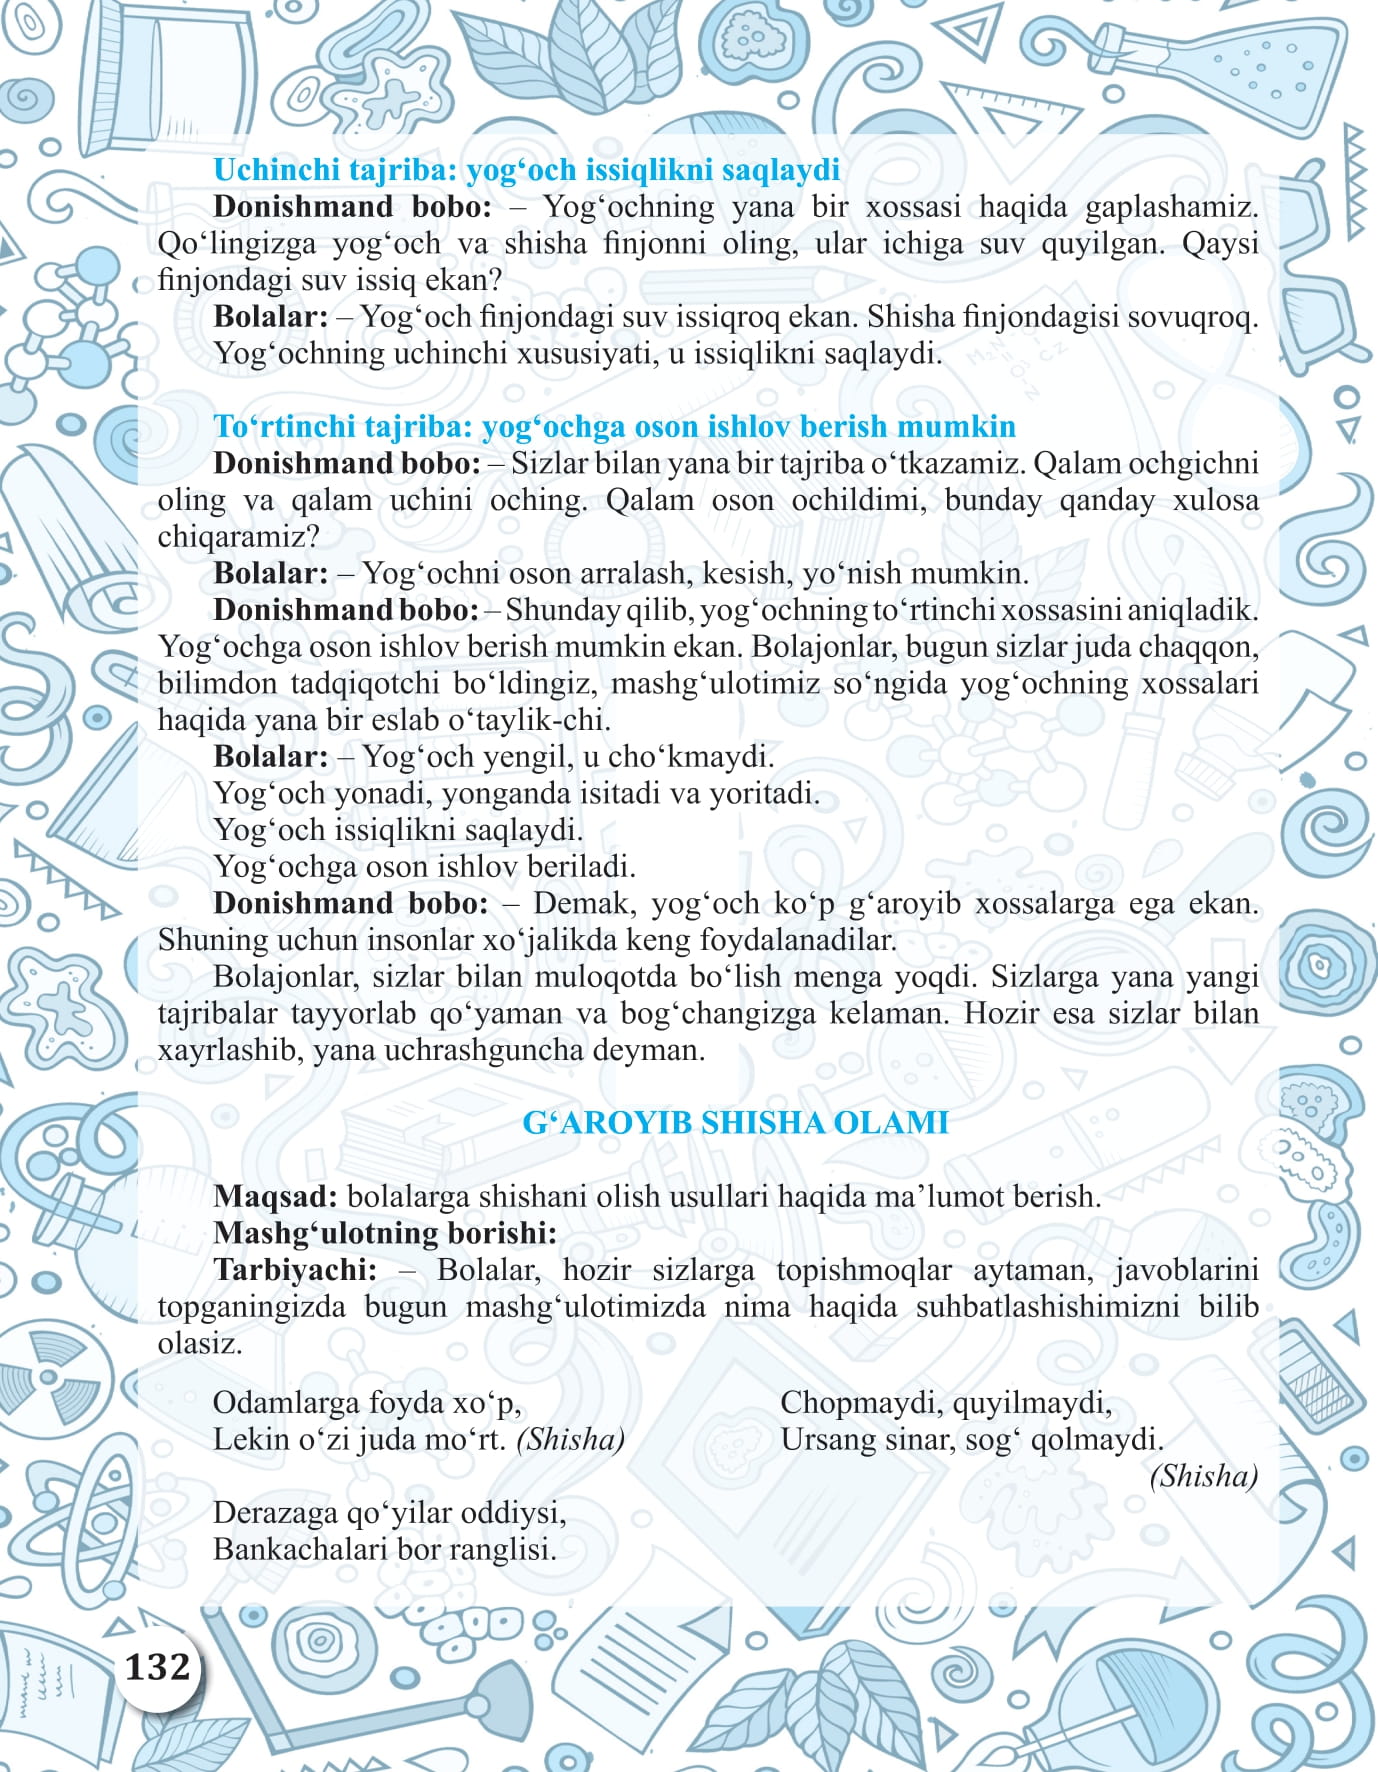 Uchinchi tajriba: yog‘och issiqlikni saqlaydi
Donishmand bobo: – Yog‘ochning yana bir xossasi haqida gaplashamiz.
Qo‘lingizga yog‘och va shisha finjonni oling, ular ichiga suv quyilgan. Qaysi
finjondagi suv issiq ekan?
Bolalar: – Yog‘och finjondagi suv issiqroq ekan. Shisha finjondagisi sovuqroq.
Yog‘ochning uchinchi xususiyati, u issiqlikni saqlaydi.
To‘rtinchi tajriba: yog‘ochga oson ishlov berish mumkin
Donishmand bobo: – Sizlar bilan yana bir tajriba o‘tkazamiz. Qalam ochgichni
oling va qalam uchini oching. Qalam oson ochildimi, bunday qanday xulosa
chiqaramiz?
Bolalar: – Yog‘ochni oson arralash, kesish, yo‘nish mumkin.
Donishmand bobo: – Shunday qilib, yog‘ochning to‘rtinchi xossasini aniqladik.
Yog‘ochga oson ishlov berish mumkin ekan. Bolajonlar, bugun sizlar juda chaqqon,
bilimdon tadqiqotchi bo‘ldingiz, mashg‘ulotimiz so‘ngida yog‘ochning xossalari
haqida yana bir eslab o‘taylik-chi.
Bolalar: – Yog‘och yengil, u cho‘kmaydi.
Yog‘och yonadi, yonganda isitadi va yoritadi.
Yog‘och issiqlikni saqlaydi.
Yog‘ochga oson ishlov beriladi.
Donishmand bobo: – Demak, yog‘och ko‘p g‘aroyib xossalarga ega ekan.
Shuning uchun insonlar xo‘jalikda keng foydalanadilar.
Bolajonlar, sizlar bilan muloqotda bo‘lish menga yoqdi. Sizlarga yana yangi
tajribalar tayyorlab qo‘yaman va bog‘changizga kelaman. Hozir esa sizlar bilan
xayrlashib, yana uchrashguncha deyman.
G‘AROYIB SHISHA OLAMI
Maqsad: bolalarga shishani olish usullari haqida ma’lumot berish.
Mashg‘ulotning borishi:
Tarbiyachi: – Bolalar, hozir sizlarga topishmoqlar aytaman, javoblarini
topganingizda bugun mashg‘ulotimizda nima haqida suhbatlashishimizni bilib
olasiz.
Odamlarga foyda xo‘p,
Lekin o‘zi juda mo‘rt. (Shisha)
Derazaga qo‘yilar oddiysi,
Bankachalari bor ranglisi.
Chopmaydi, quyilmaydi,
Ursang sinar, sog‘ qolmaydi.
(Shisha)
132